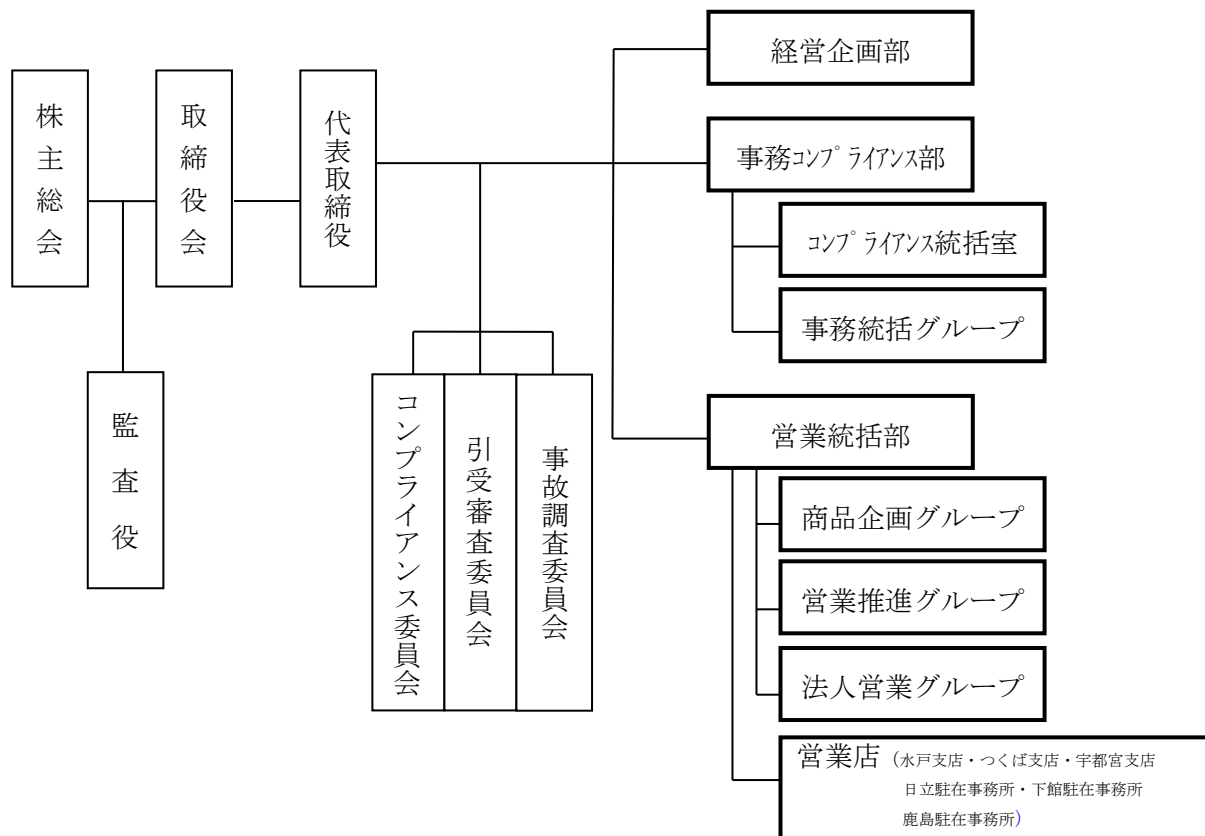 株主総会
取締役会
代表取締役
監査役
コンプライアンス委員会
引受審査委員会
事故調査委員会
経営企画部
事務コンプライアンス部
コンプライアンス統括室
事務統括グループ
営業統括部
商品企画グループ
営業推進グループ
法人営業グループ
営業店（水戸支店・つくば支店・宇都宮支店
日立駐在事務所・下館駐在事務所
鹿島駐在事務所）